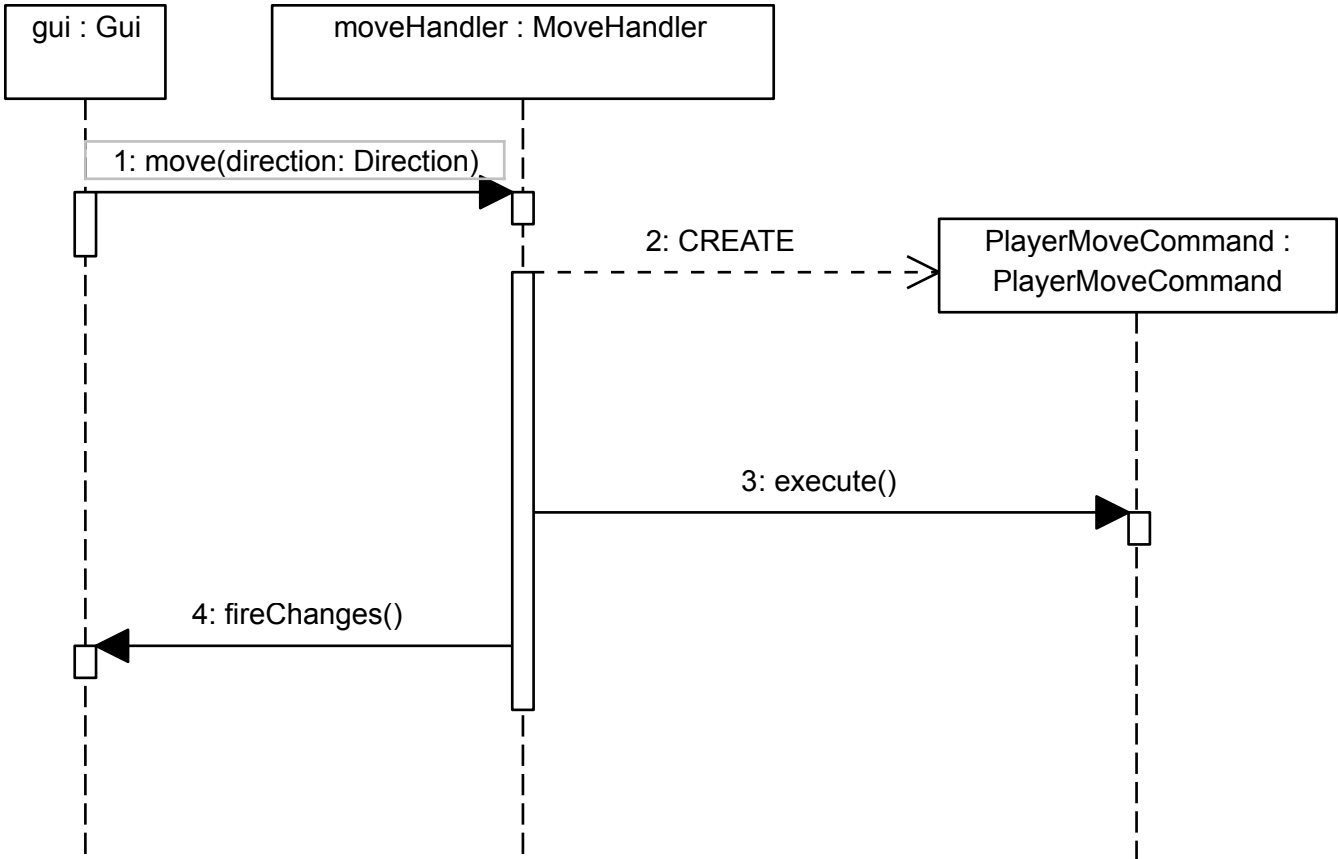 gui : Gui
moveHandler : MoveHandler
1: move(direction: Direction)
2: CREATE
PlayerMoveCommand :
PlayerMoveCommand
3: execute()
4: fireChanges()